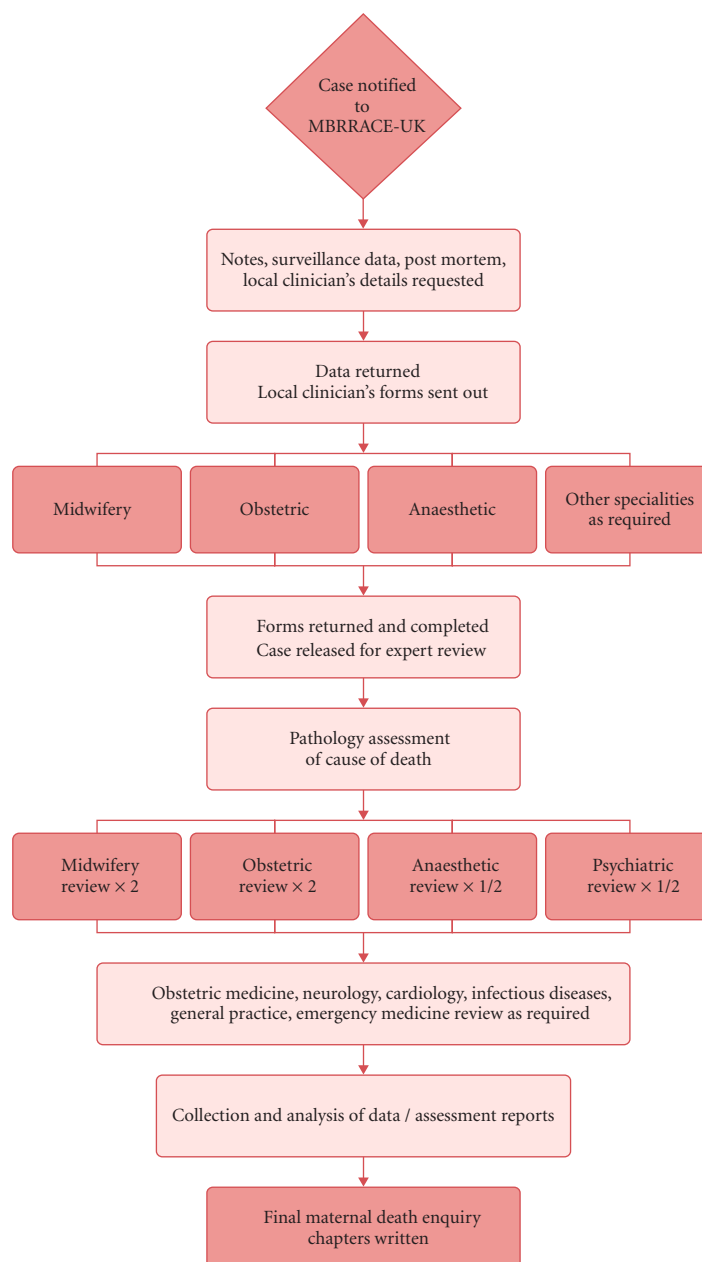 Case notified
to
MBRRACE-UK
Notes, surveillance data, post mortem,
local clinician's details requested
Data returned
Local clinician's forms sent out
Midwifery
Obstetric
Anaesthetic
Other specialities
as required
Forms returned and completed
Case released for expert review
Pathology assessment
of cause of death
Midwifery
review × 2
Obstetric
review × 2
Anaesthetic
review × 1/2
Psychiatric
review × 1/2
Obstetric medicine, neurology, cardiology, infectious diseases,
general practice, emergency medicine review as required
Collection and analysis of data / assessment reports
Final maternal death enquiry
chapters written